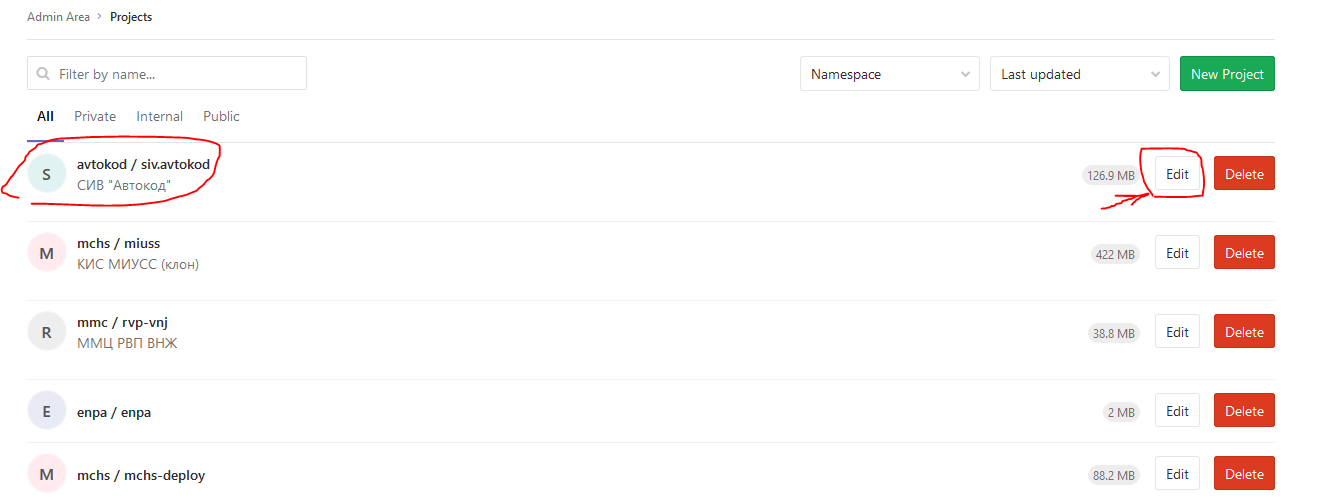 Admin Area > Projects
Filter by name...
Namespace
Last updated
New Project
All Private Internal Public
S
avtokod / siv.avtokod
СИВ "Автокод"
126.9 MB Edit Delete
M
mchs / miuss
КИС МИУСС (клон)
422 MB Edit Delete
R
mmc / rvp-vnj
ММЦ РВП ВНЖ
38.8 MB Edit Delete
E
enpa / enpa
2 MB Edit Delete
M
mchs / mchs-deploy
88.2 MB Edit Delete